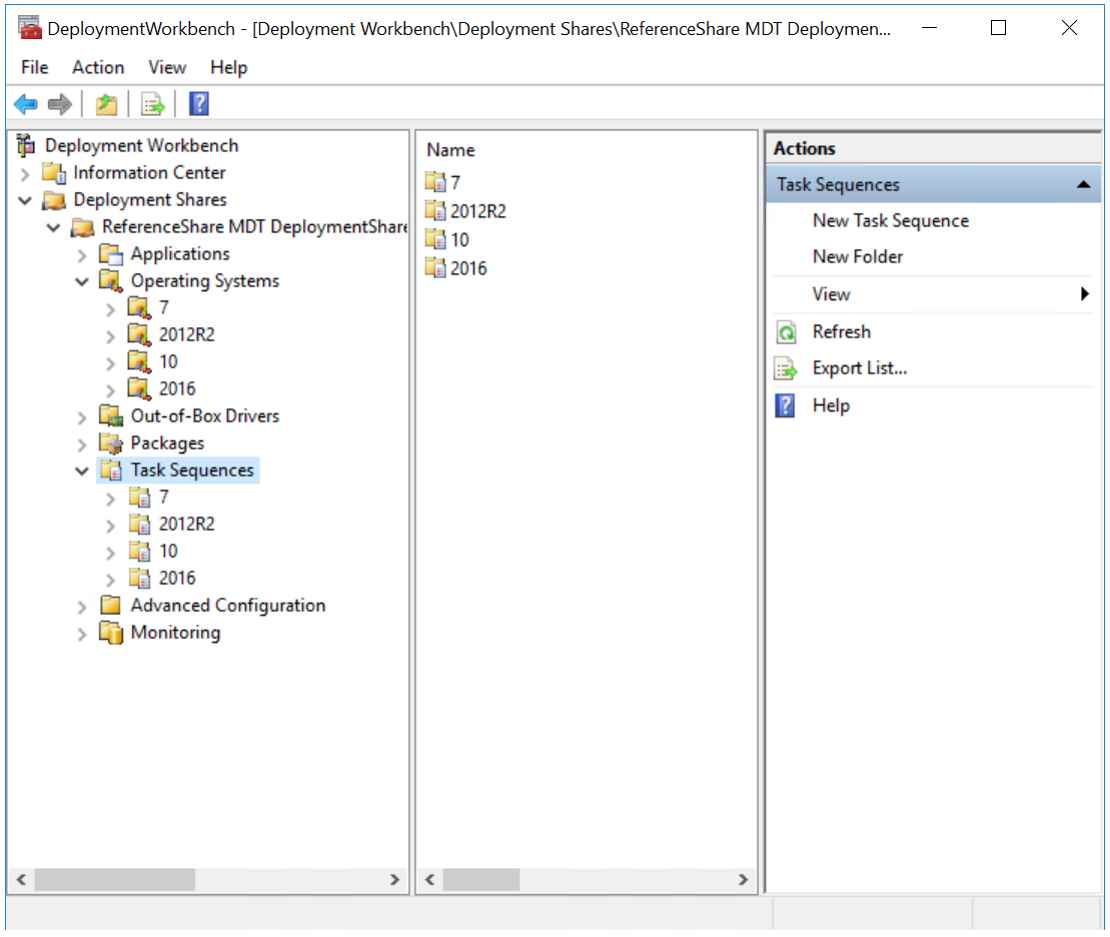 DeploymentWorkbench - [Deployment Workbench\Deployment Shares\ReferenceShare MDT Deploymen...
File Action View Help
Deployment Workbench
Information Center
Deployment Shares
ReferenceShare MDT DeploymentShare
Applications
Operating Systems
7
2012R2
10
2016
Out-of-Box Drivers
Packages
Task Sequences
7
2012R2
10
2016
Advanced Configuration
Monitoring
Name
7
2012R2
10
2016
Actions
Task Sequences
New Task Sequence
New Folder
View
Refresh
Export List...
Help